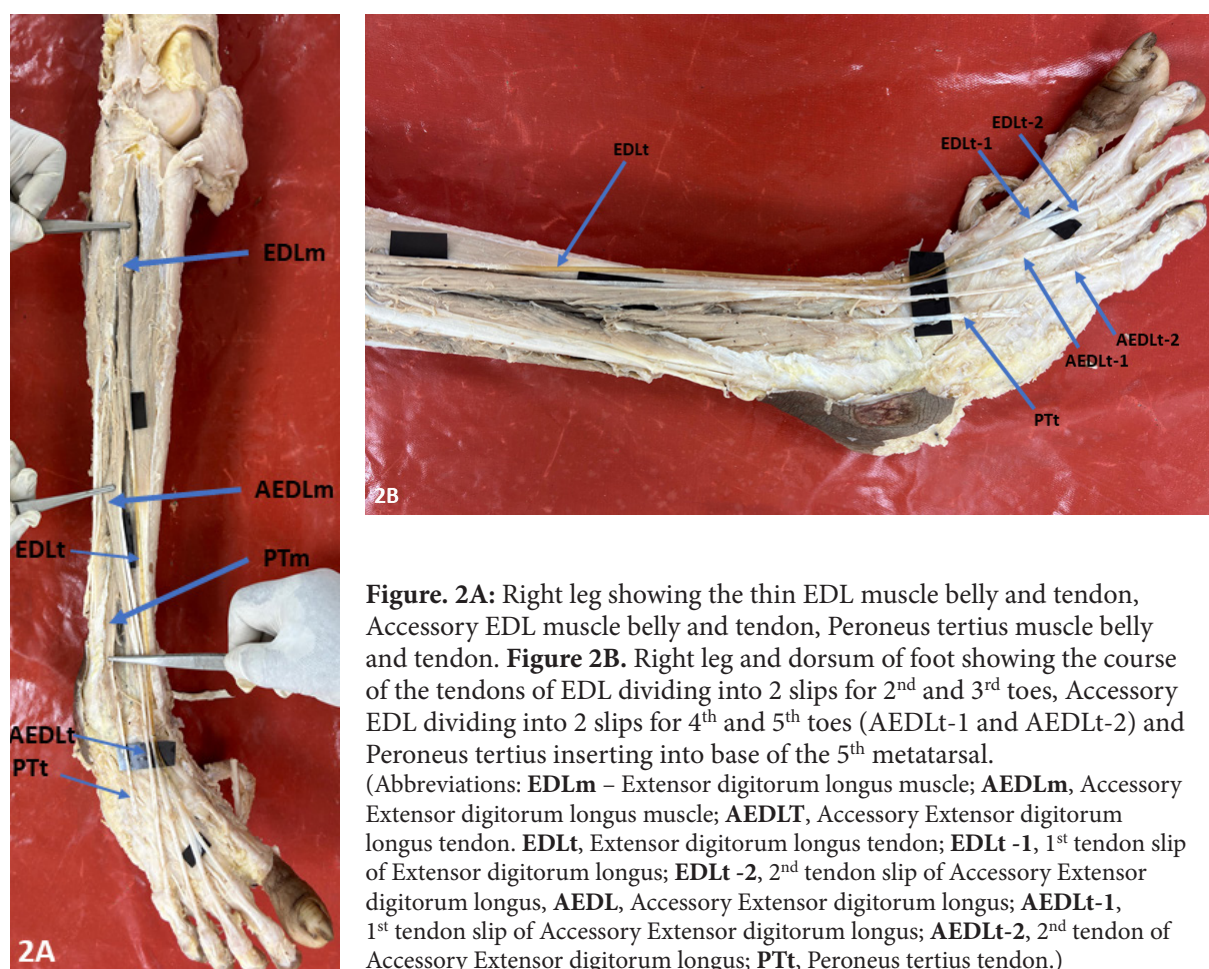 EDLm
AEDLm
EDLt
PTm
AEDLt
PTt
2A
EDLt
EDLt-1
EDLt-2
AEDLt-2
AEDLt-1
PTt
2B
Figure. 2A: Right leg showing the thin EDL muscle belly and tendon,
Accessory EDL muscle belly and tendon, Peroneus tertius muscle belly
and tendon. Figure 2B. Right leg and dorsum of foot showing the course
of the tendons of EDL dividing into 2 slips for 2nd and 3rd toes, Accessory
EDL dividing into 2 slips for 4th and 5th toes (AEDLt-1 and AEDLt-2) and
Peroneus tertius inserting into base of the 5th metatarsal.
(Abbreviations: EDLm – Extensor digitorum longus muscle; AEDLm, Accessory
Extensor digitorum longus muscle; AEDLT, Accessory Extensor digitorum
longus tendon. EDLt, Extensor digitorum longus tendon; EDLt -1, 1st tendon slip
of Extensor digitorum longus; EDLt -2, 2nd tendon slip of Accessory Extensor
digitorum longus, AEDL, Accessory Extensor digitorum longus; AEDLt-1,
1st tendon slip of Accessory Extensor digitorum longus; AEDLt-2, 2nd tendon of
Accessory Extensor digitorum longus; PTt, Peroneus tertius tendon.)